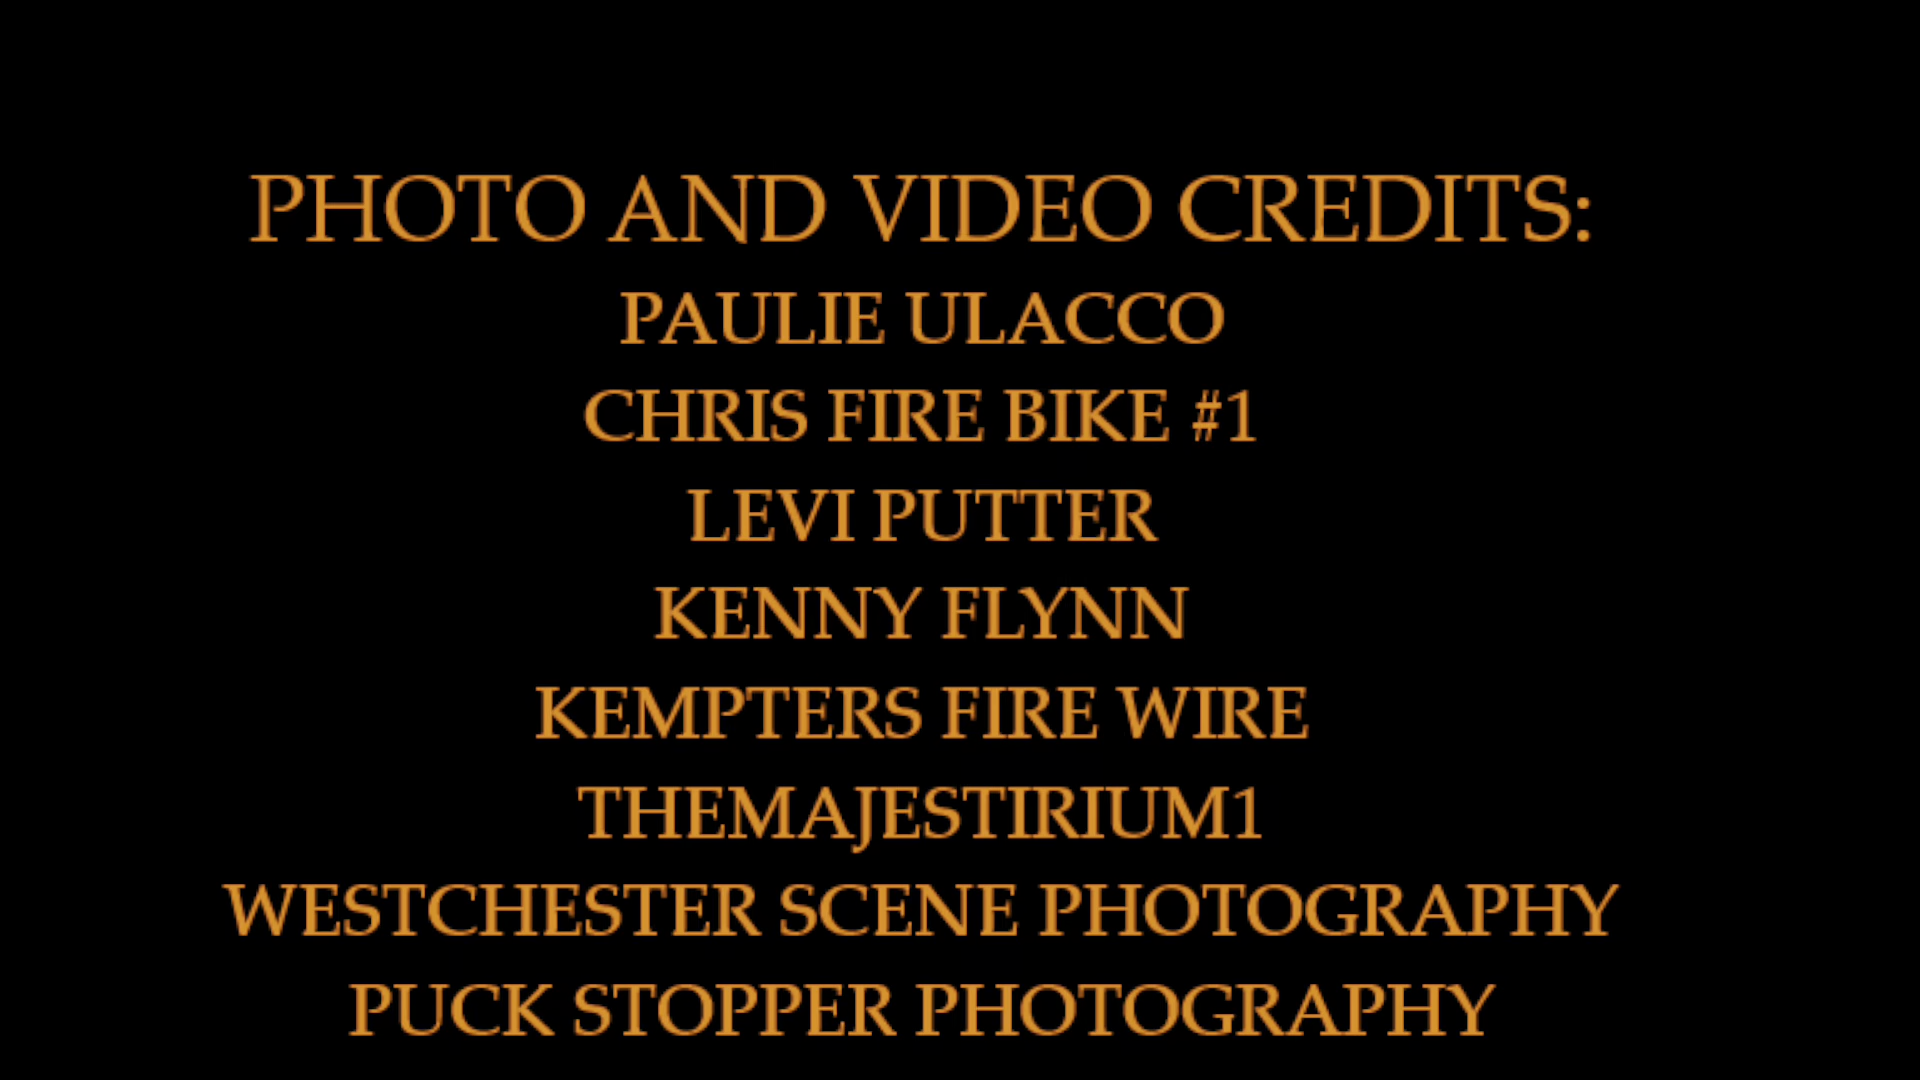 PHOTO AND VIDEO CREDITS:
PAULIE ULACCO
CHRIS FIRE BIKE #1
LEVI PUTTER
KENNY FLYNN
KEMPTERS FIRE WIRE
THEMAJESTIRIUM1
WESTCHESTER SCENE PHOTOGRAPHY
PUCK STOPPER PHOTOGRAPHY